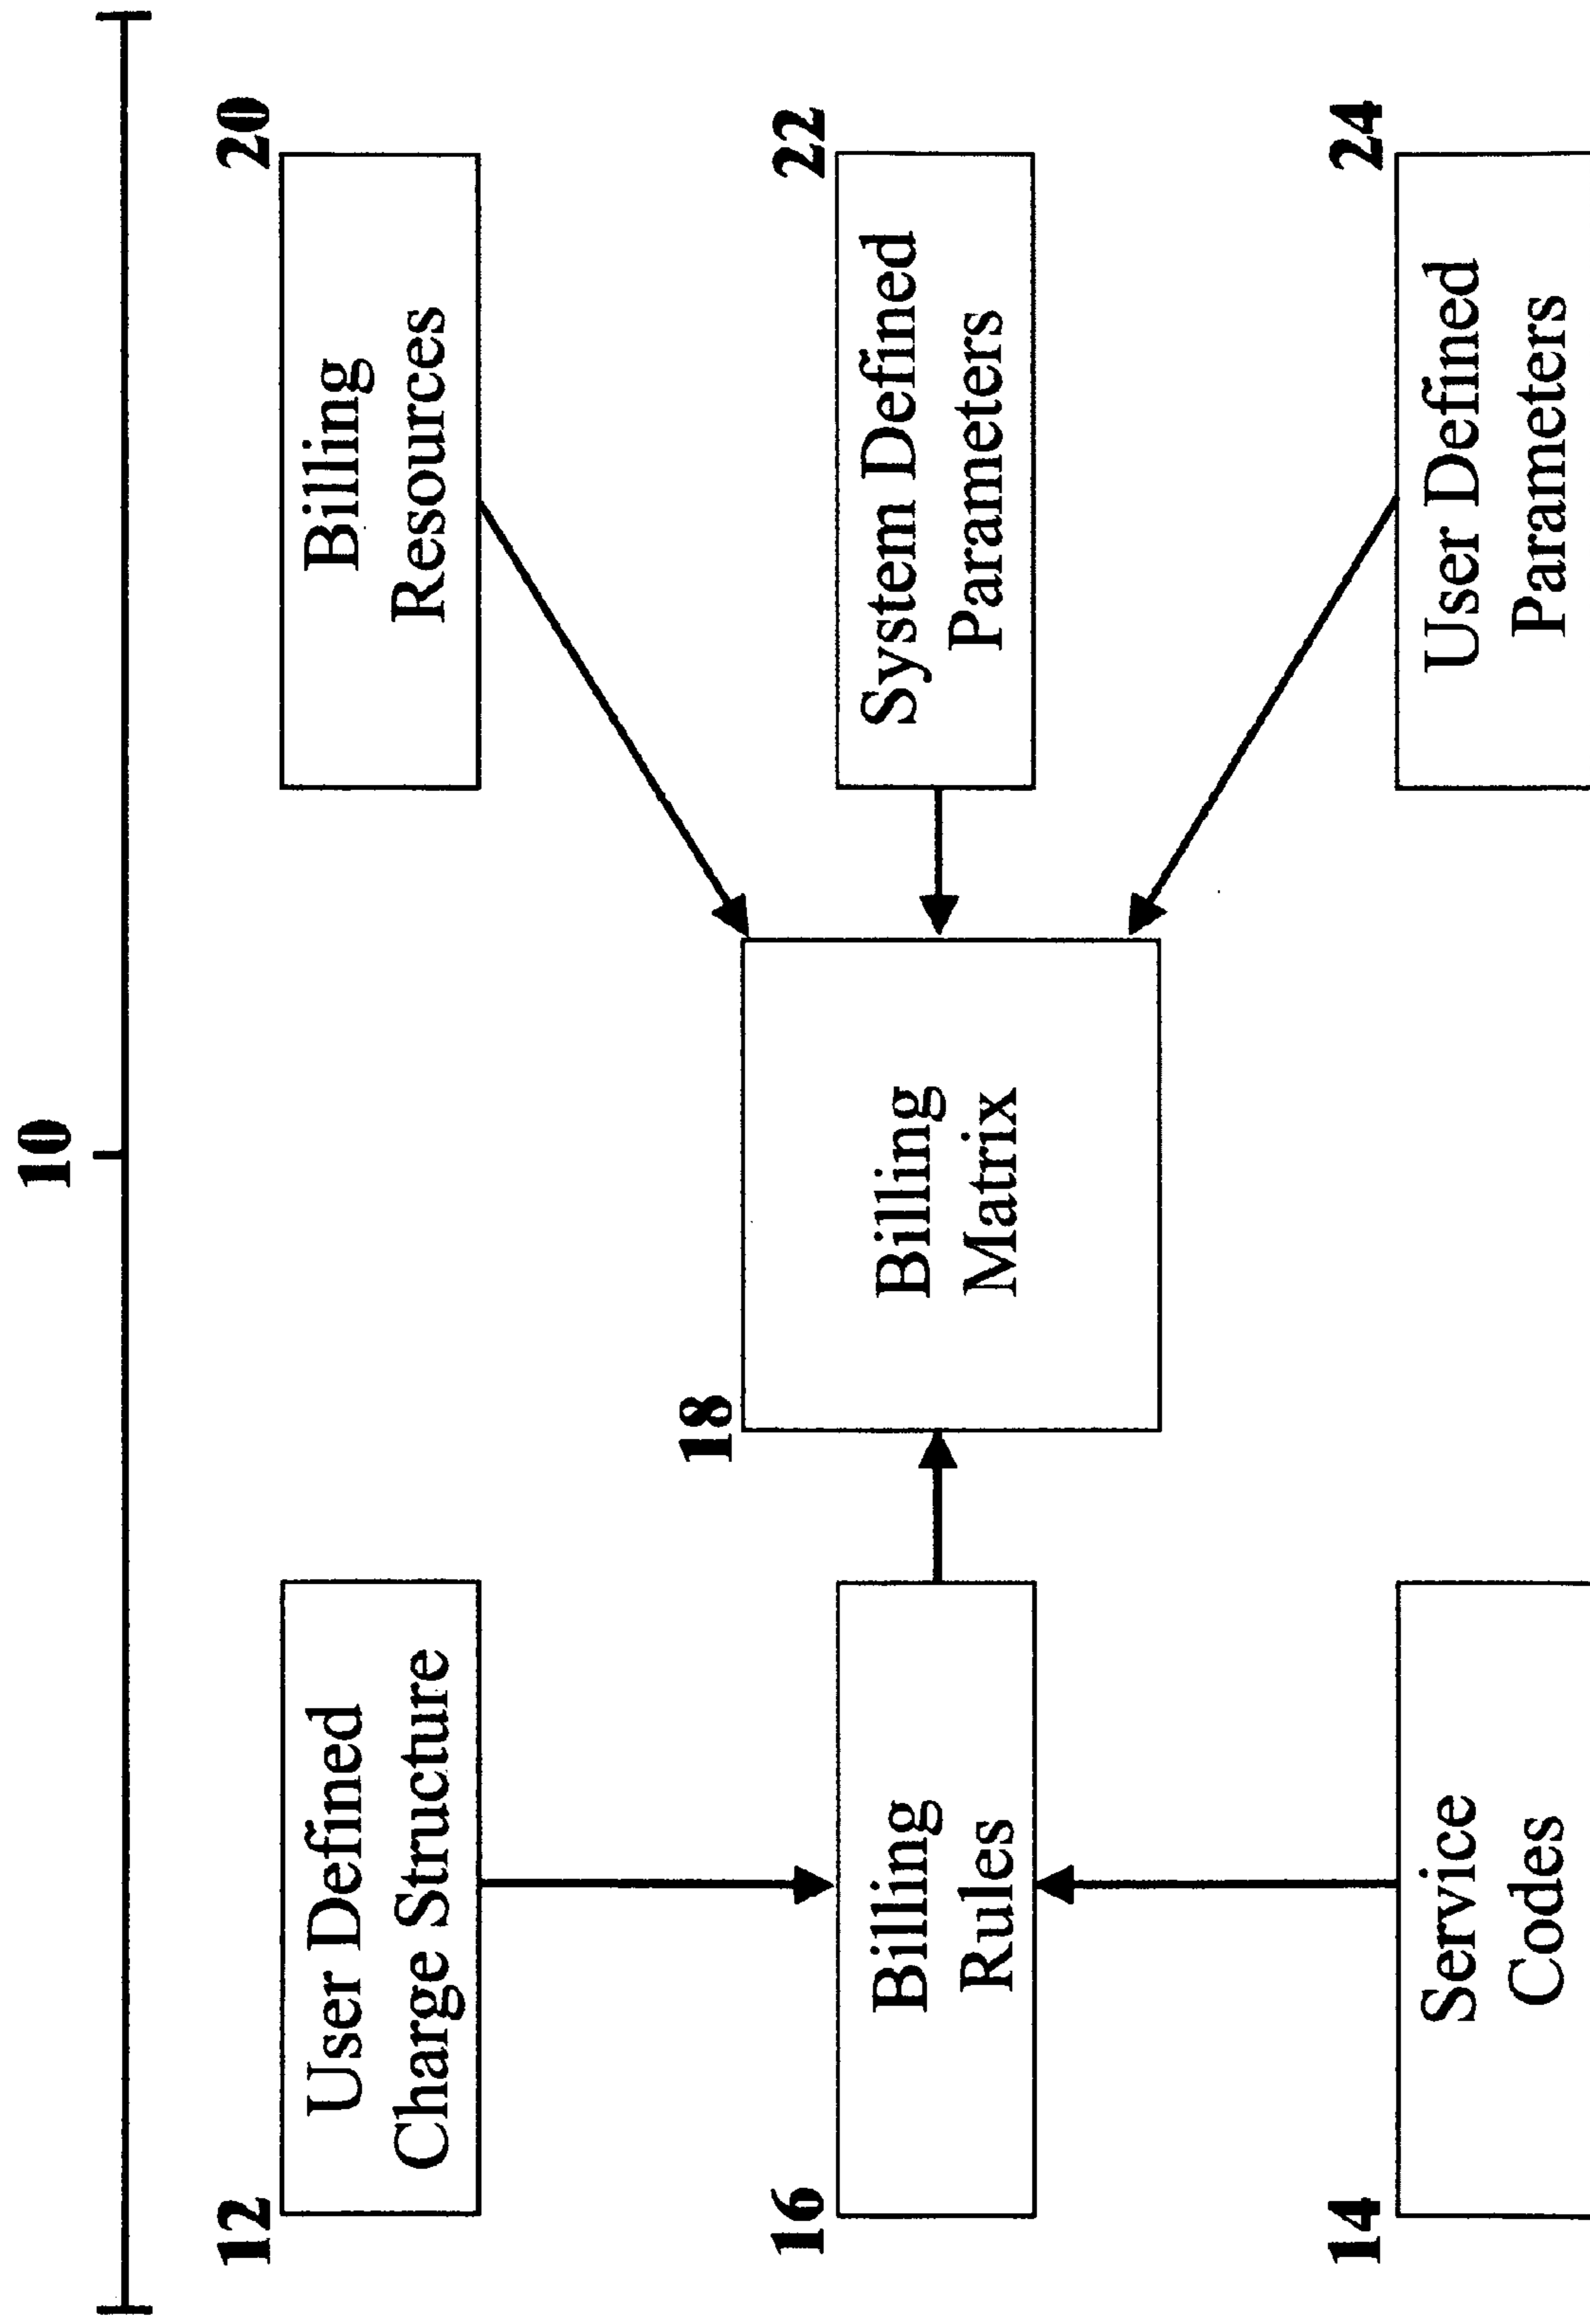 10
12
User Defined
Charge Structure
20
Billing
Resources
18
Billing
Matrix
16
Billing
Rules
22
System Defined
Parameters
14
Service
Codes
24
User Defined
Parameters